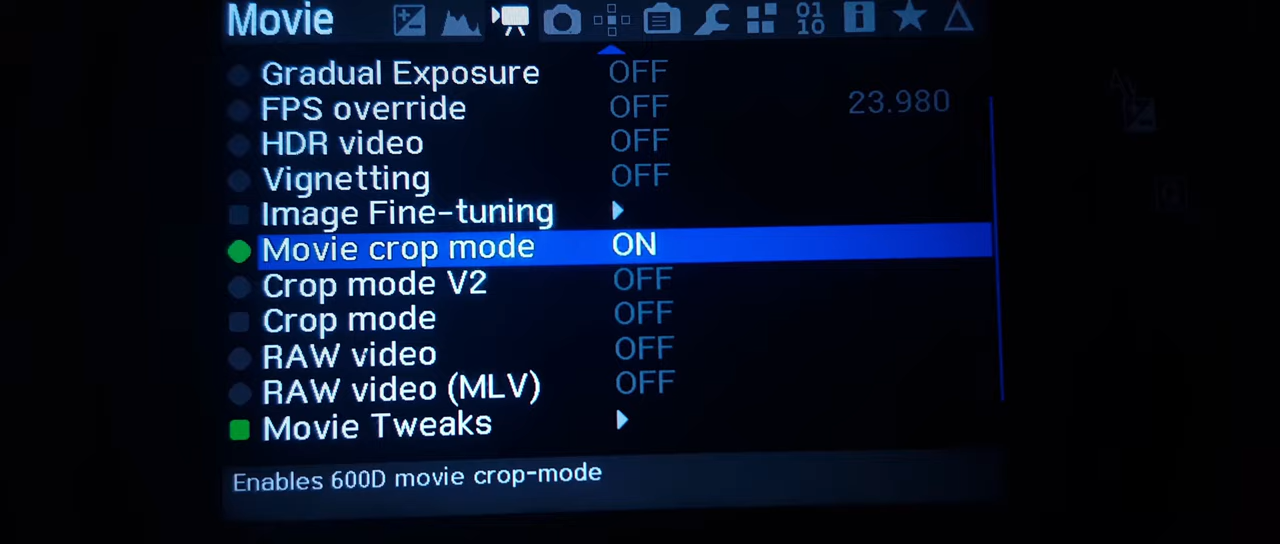 Movie
Gradual Exposure OFF
FPS override OFF 23.980
HDR video OFF
Vignetting OFF
Image Fine-tuning
Movie crop mode ON
Crop mode V2 OFF
Crop mode OFF
RAW video OFF
RAW video (MLV) OFF
Movie Tweaks
Enables 600D movie crop-mode
Av